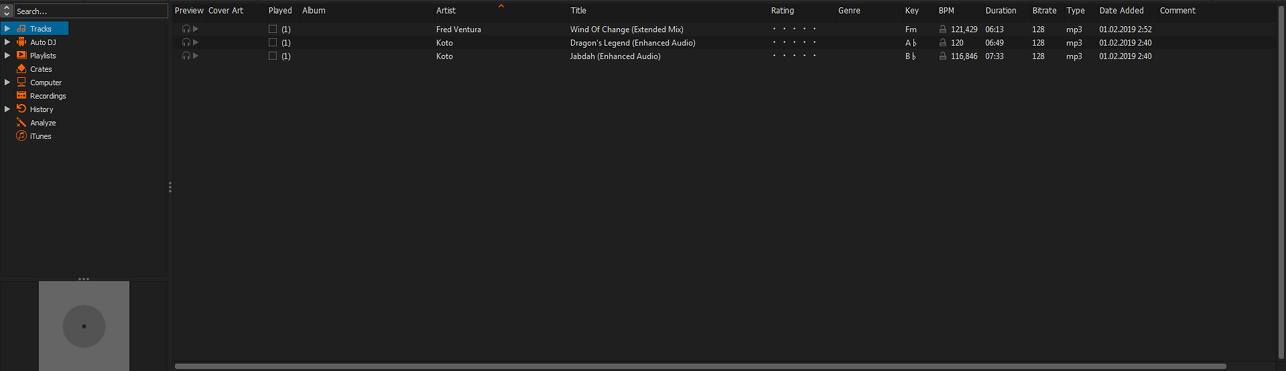 Search...
Tracks
Auto DJ
Playlists
Crates
Computer
Recordings
History
Analyze
iTunes
Preview Cover Art Played Album Artist Title Rating Genre Key BPM Duration Bitrate Type Date Added Comment
(1) Fred Ventura Wind Of Change (Extended Mix) Fm 121,429 06:13 128 mp3 01.02.2019 2:52
(1) Koto Dragon's Legend (Enhanced Audio) A♭ 120 06:49 128 mp3 01.02.2019 2:40
(1) Koto Jabdah (Enhanced Audio) B♭ 116,846 07:33 128 mp3 01.02.2019 2:40